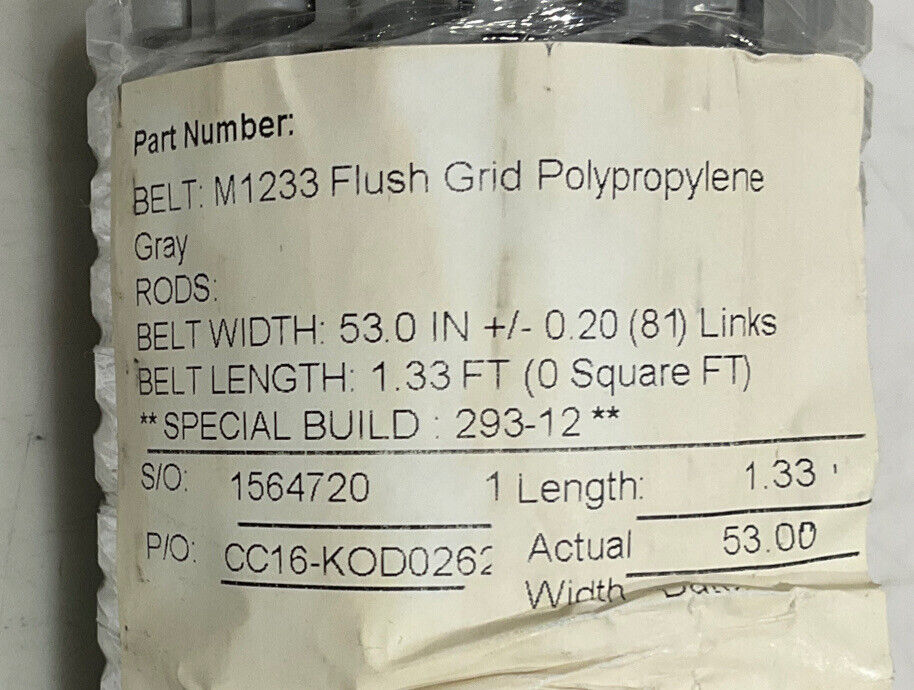 Part Number:
BELT: M1233 Flush Grid Polypropylene
Gray
RODS:
BELT WIDTH: 53.0 IN +/- 0.20 (81) Links
BELT LENGTH: 1.33 FT (0 Square FT)
**SPECIAL BUILD : 293-12 **
S/O: 1564720 1 Length: 1.33 '
P/O: CC16-KOD0262 Actual 53.00
Width